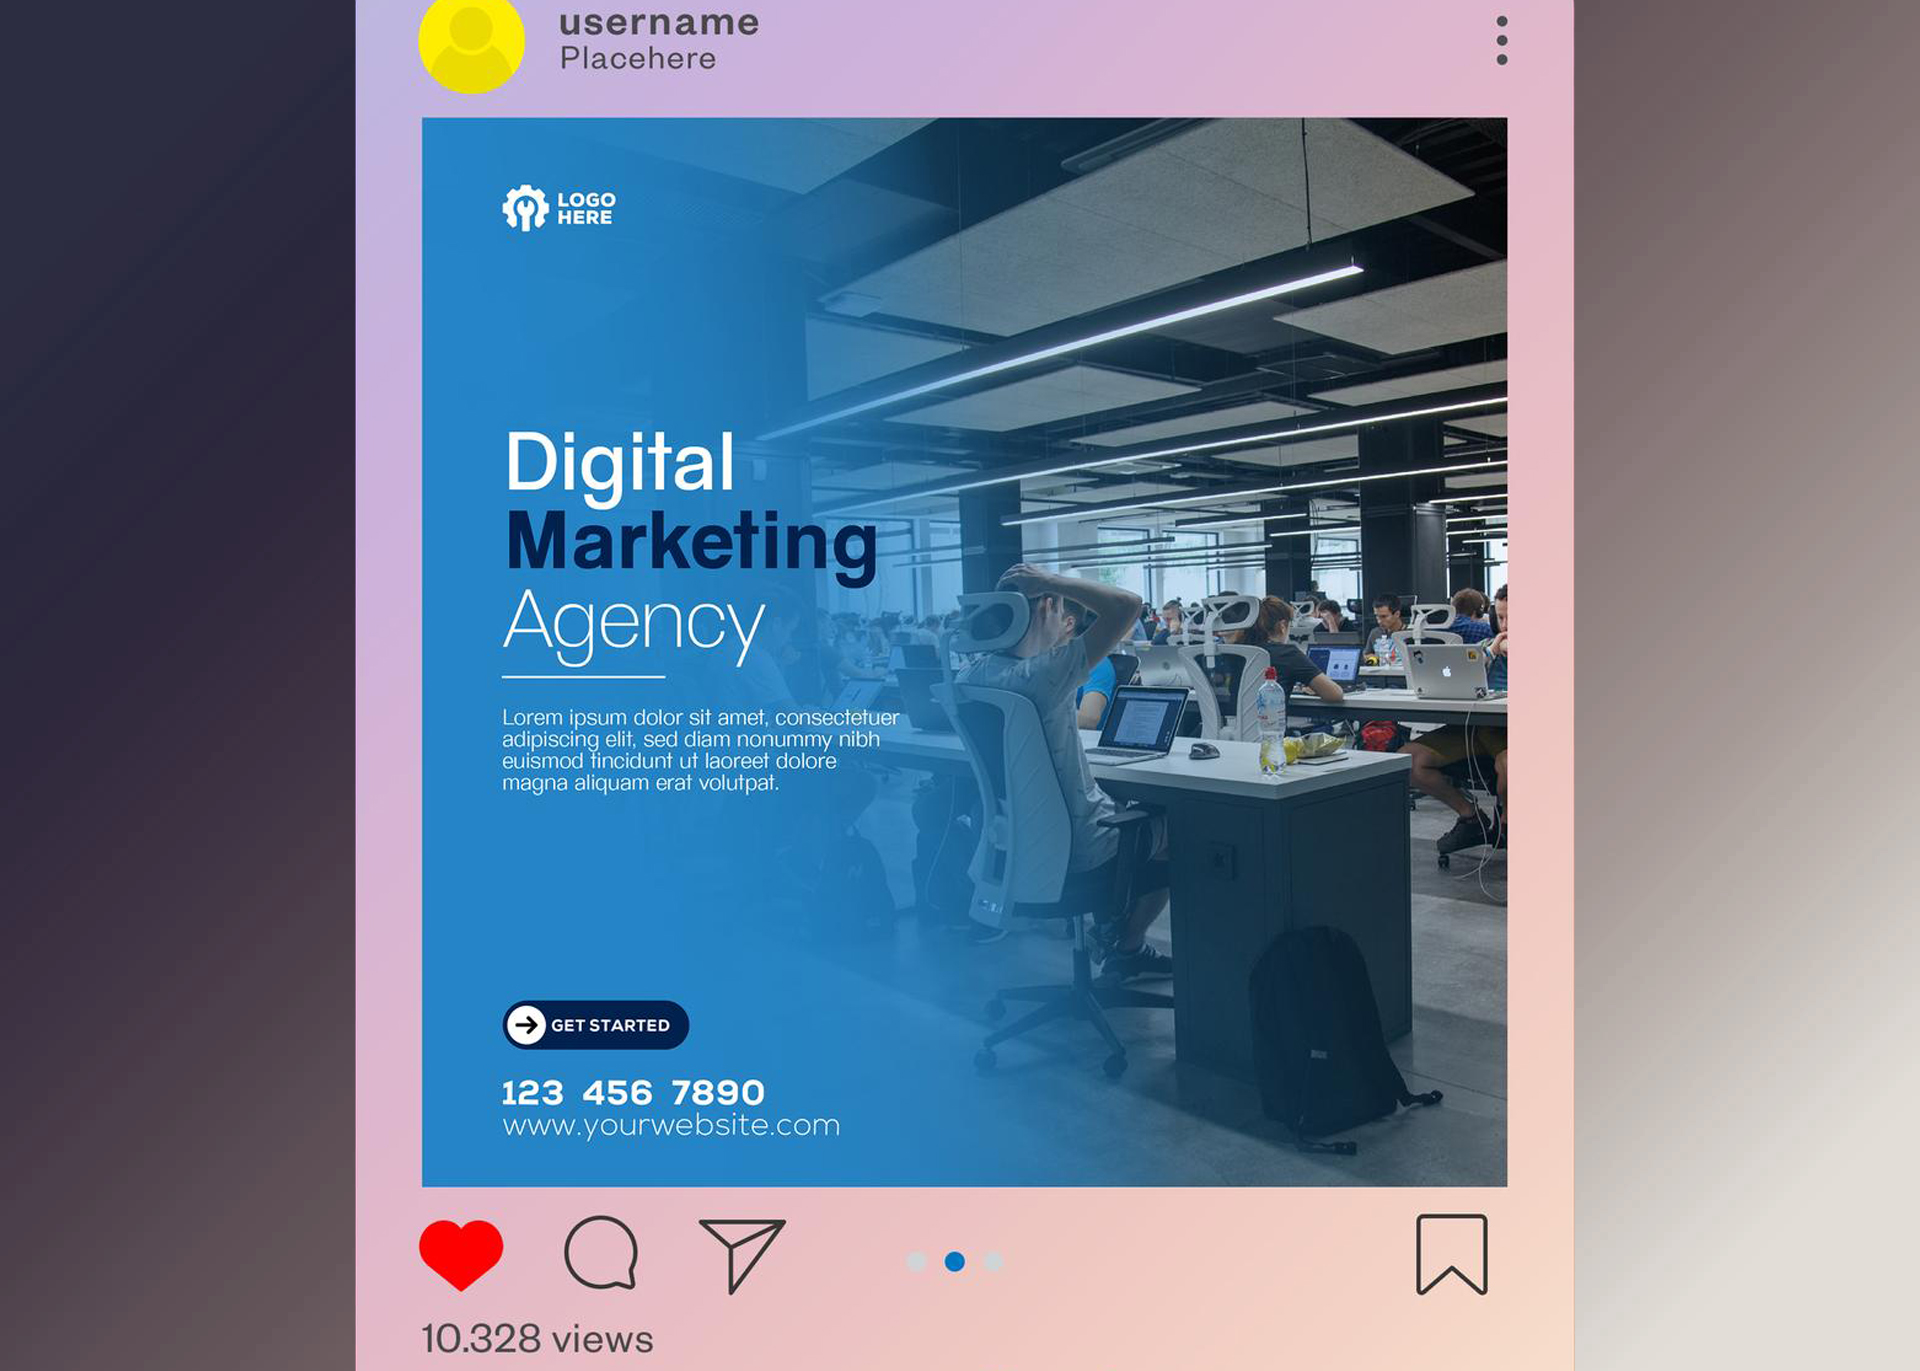 username
Placehere
LOGO
HERE
Digital
Marketing
Agency
Lorem ipsum dolor sit amet, consectetuer
adipiscing elit, sed diam nonummy nibh
euismod tincidunt ut laoreet dolore
magna aliquam erat volutpat.
GET STARTED
123 456 7890
www.yourwebsite.com
10.328 views